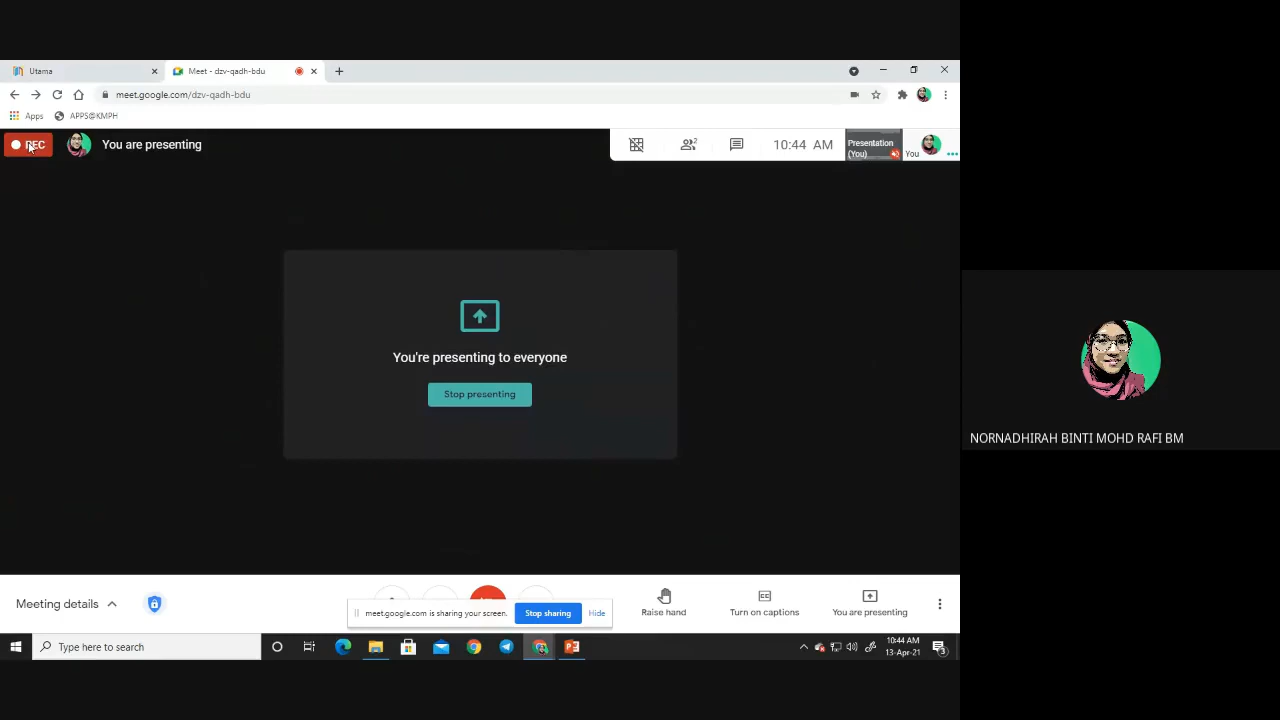 Utama
Meet - dzv-qadh-bdu
meet.google.com/dzv-qadh-bdu
Apps
APPS@KMPH
REC
You are presenting
2
10:44 AM
Presentation
(You)
You
You're presenting to everyone
Stop presenting
NORNADHIRAH BINTI MOHD RAFI BM
Meeting details
meet.google.com is sharing your screen.
Stop sharing
Hide
Raise hand
Turn on captions
You are presenting
Type here to search
10:44 AM
13-Apr-21
3